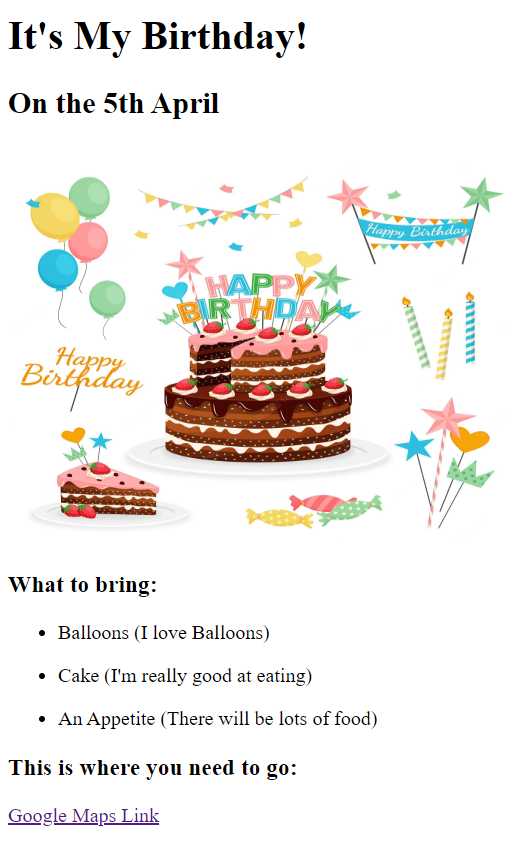 It's My Birthday!
On the 5th April
Happy Birthday
HAPPY
BIRTHDAY
Happy
Birthday
What to bring:
Balloons (I love Balloons)
Cake (I'm really good at eating)
An Appetite (There will be lots of food)
This is where you need to go:
Google Maps Link